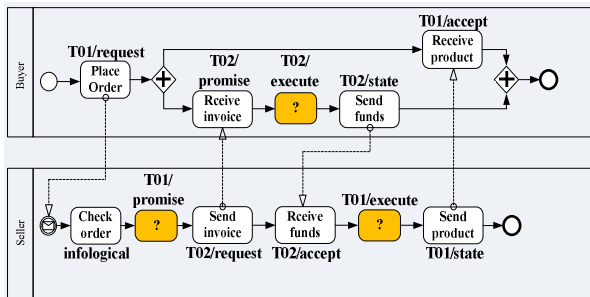 Buyer
T01/request
Place
Order
T02/
promise
Rceive
invoice
T02/
execute
?
T02/state
Send
funds
T01/accept
Receive
product
Seller
Check
order
infological
T01/
promise
?
Send
invoice
T02/request
Rceive
funds
T02/accept
T01/execute
?
Send
product
T01/state